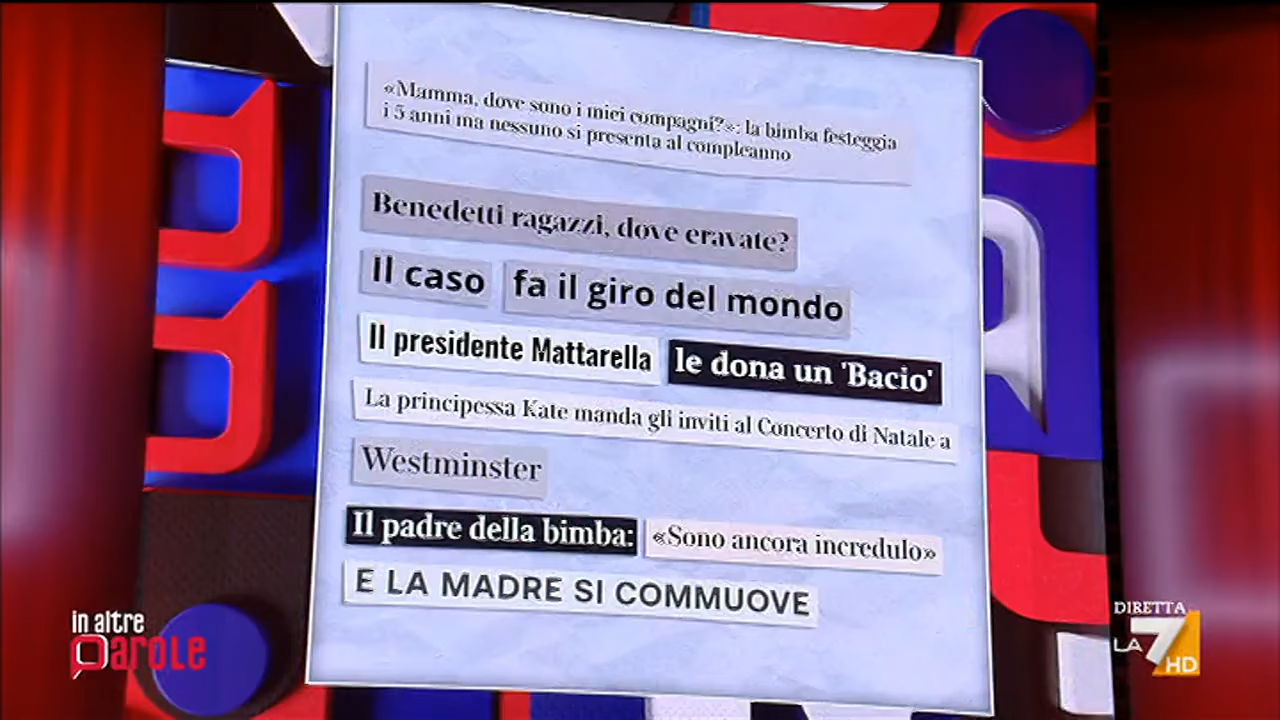 «Mamma, dove sono i miei compagni?»: la bimba festeggia
i 5 anni ma nessuno si presenta al compleanno
Benedetti ragazzi, dove eravate?
Il caso fa il giro del mondo
Il presidente Mattarella le dona un 'Bacio'
La principessa Kate manda gli inviti al Concerto di Natale a
Westminster
Il padre della bimba: «Sono ancora incredulo»
E LA MADRE SI COMMUOVE
in altre
parole
DIRETTA
LA 7
HD